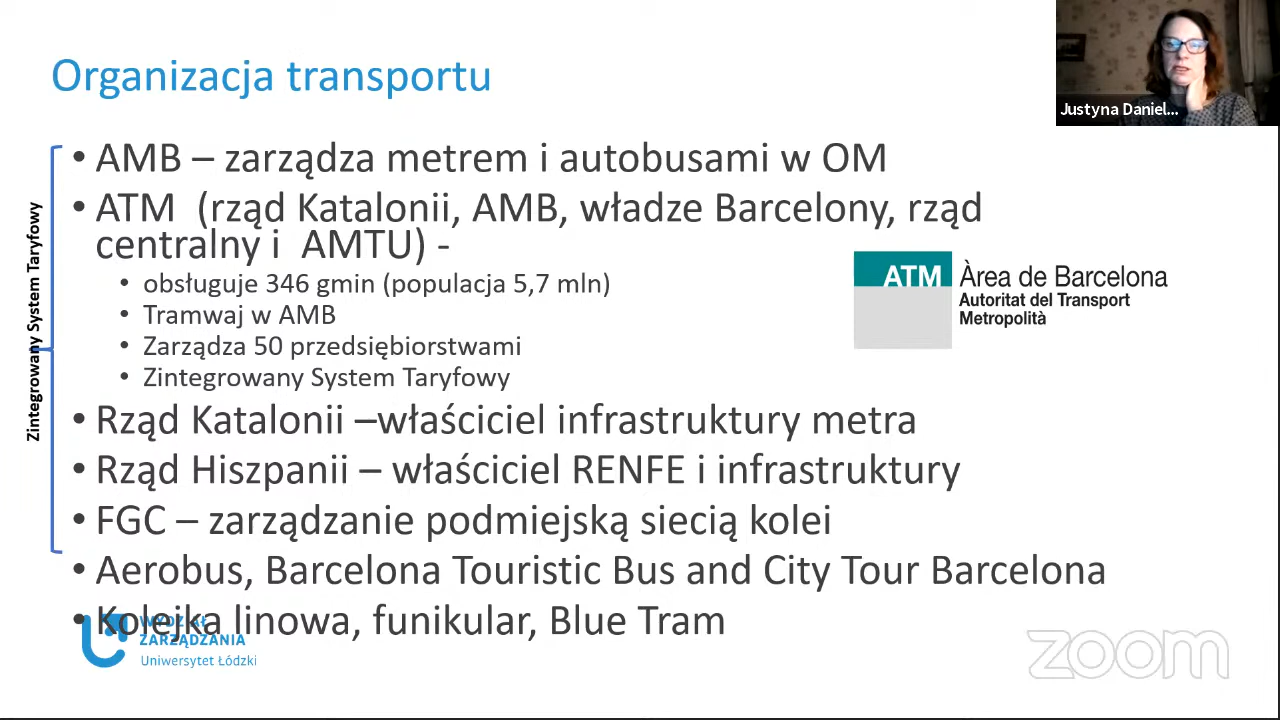 Organizacja transportu
Justyna Daniel...
Zintegrowany System Taryfowy
• AMB – zarządza metrem i autobusami w OM
• ATM (rząd Katalonii, AMB, władze Barcelony, rząd
centralny i AMTU) -
• obsługuje 346 gmin (populacja 5,7 mln)
• Tramwaj w AMB
• Zarządza 50 przedsiębiorstwami
• Zintegrowany System Taryfowy
ATM
Àrea de Barcelona
Autoritat del Transport
Metropolità
• Rząd Katalonii –właściciel infrastruktury metra
• Rząd Hiszpanii – właściciel RENFE i infrastruktury
• FGC – zarządzanie podmiejską siecią kolei
• Aerobus, Barcelona Touristic Bus and City Tour Barcelona
• Kolejka linowa, funikular, Blue Tram
WYDZIAŁ
ZARZĄDZANIA
Uniwersytet Łódzki
zoom